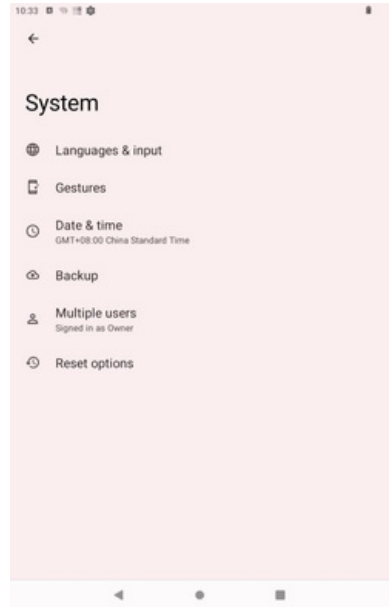 10:33
System
Languages & input
Gestures
Date & time
GMT+08:00 China Standard Time
Backup
Multiple users
Signed in as Owner
Reset options